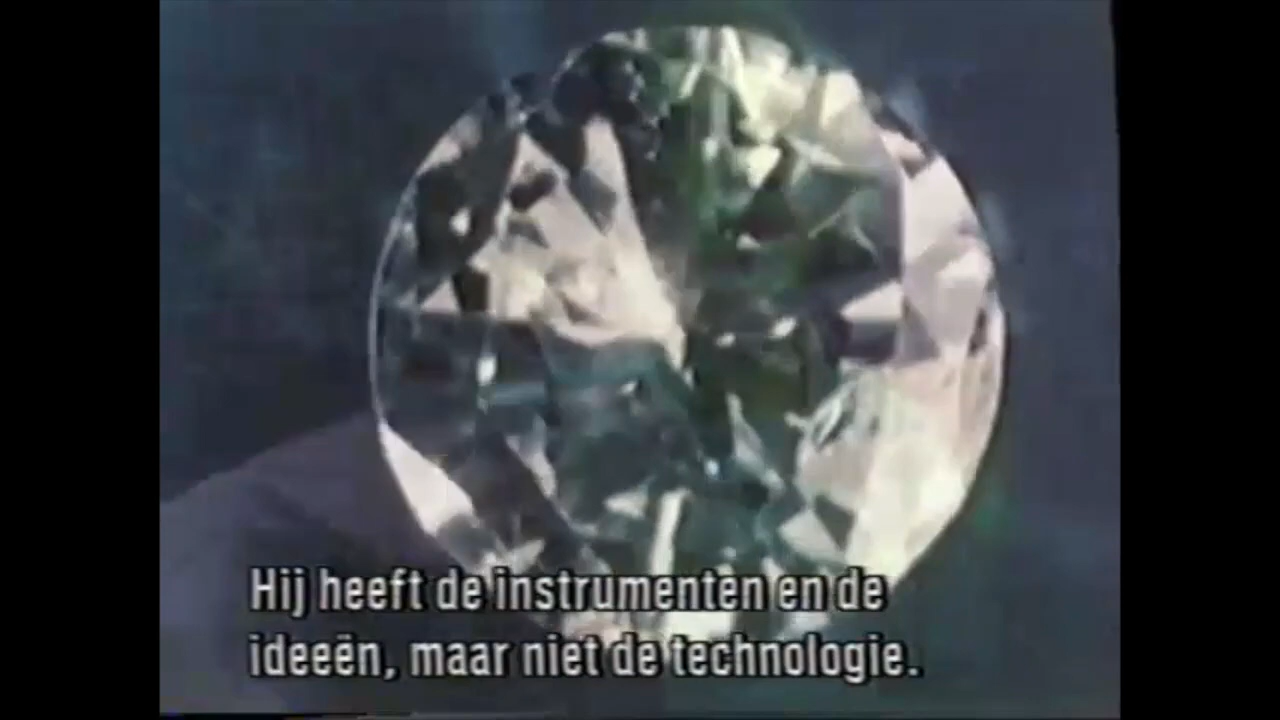 Hij heeft de instrumenten en de
ideeën, maar niet de technologie.